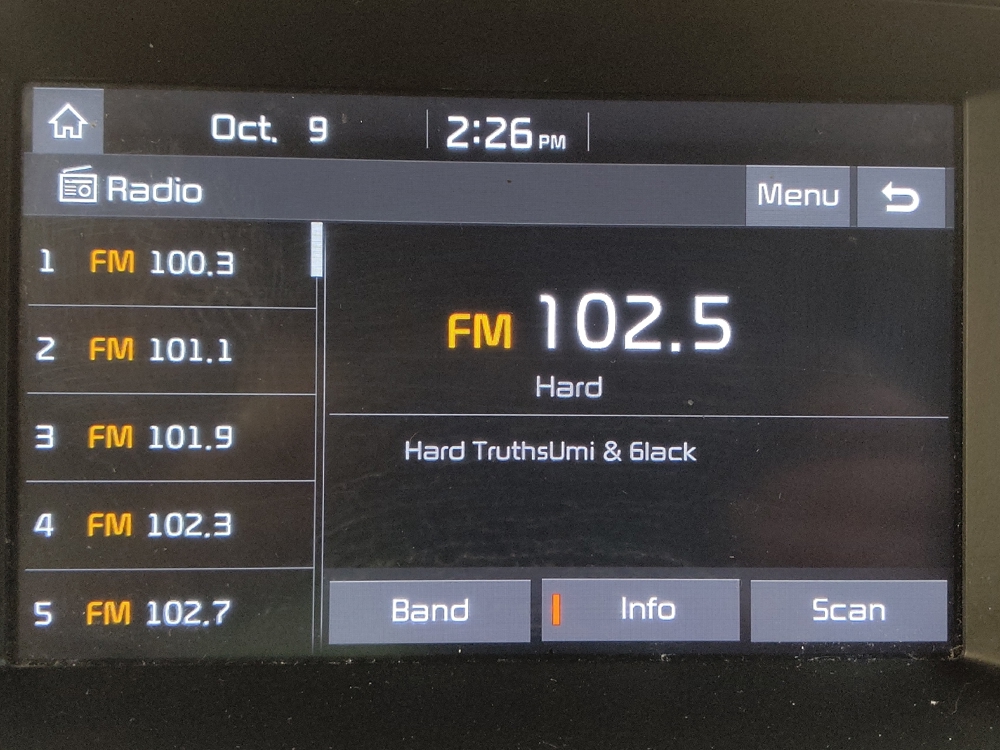 Oct. 9 2:26 PM
Radio Menu
1 FM 100.3
2 FM 101.1
3 FM 101.9
4 FM 102.3
5 FM 102.7
FM 102.5
Hard
Hard TruthsUmi & 6lack
Band Info Scan